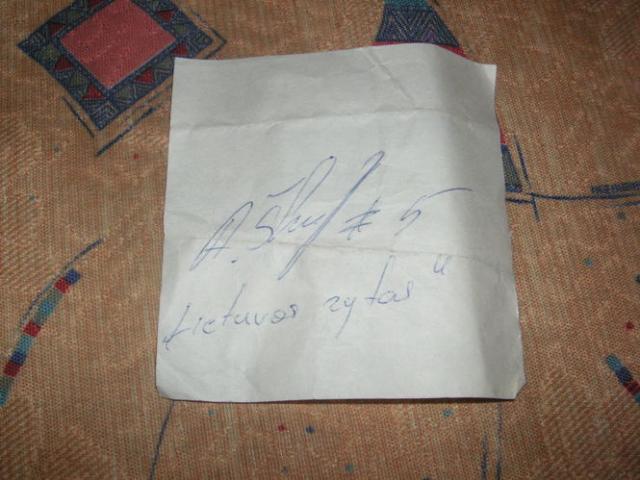 A. #5
„Lietuvos rytas"